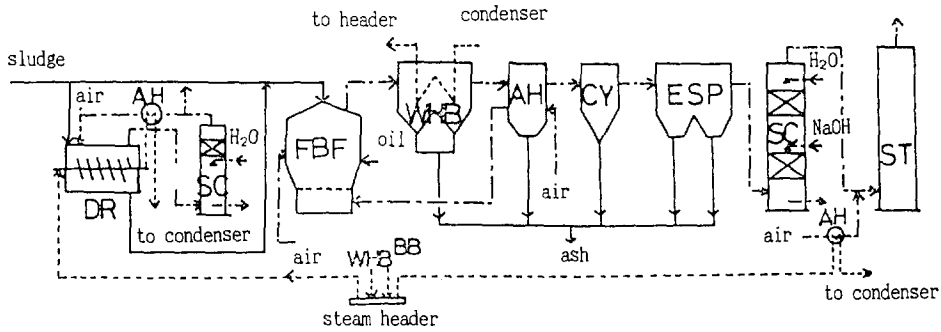 to header
condenser
sludge
air
AH
H₂O
SC
DR
to condenser
FBF
oil
WHB
AH
air
CY
ESP
H₂O
SC
NaOH
ST
AH
air
to condenser
air
ash
WHB
BB
steam header